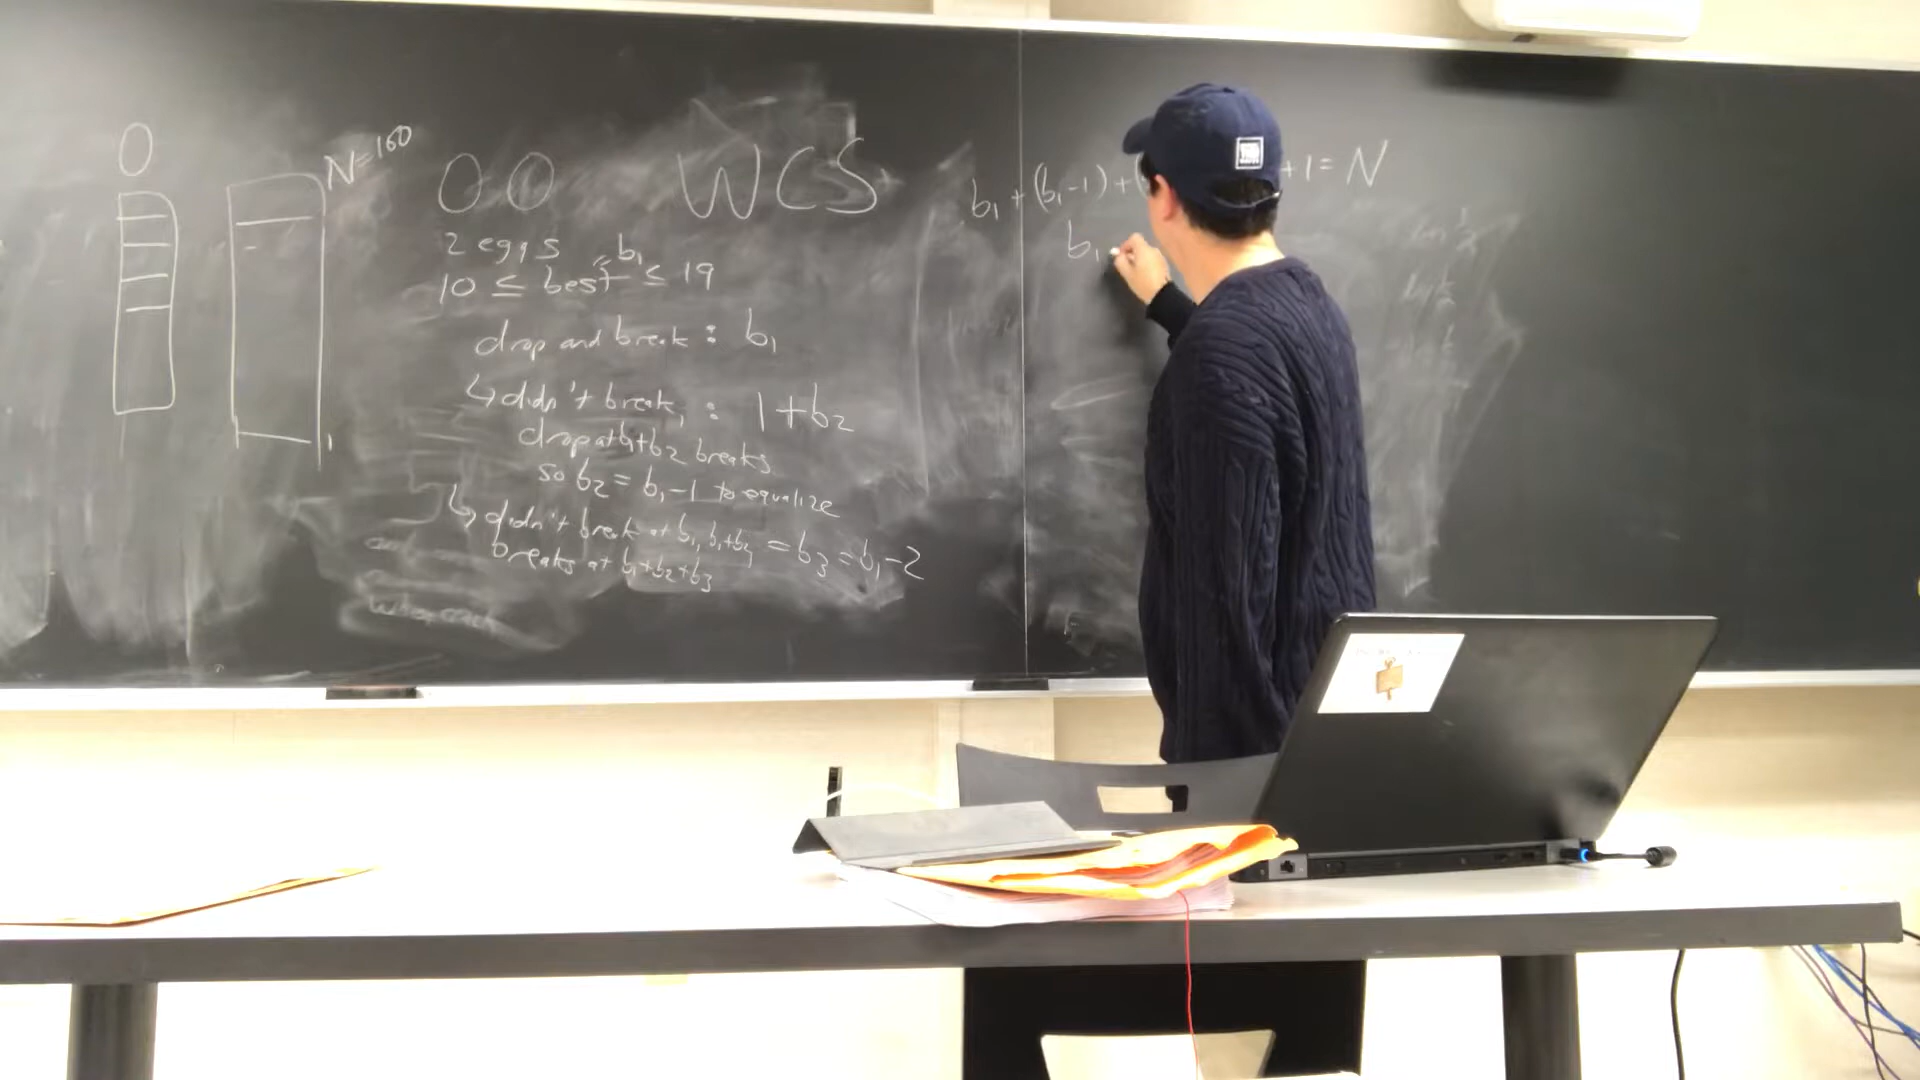 N=100
WCS
2 eggs
b1
10 ≤ best ≤ 19
drop and break : b1
↳ didn't break, : 1+b2
drop at b1+b2 breaks
so b2 = b1-1 to equalize
↳ didn't break at b1, b1+b2 = b3 = b1-2
breaks at b1+b2+b3
1
b1+(b1-1)+( +1=N
b1